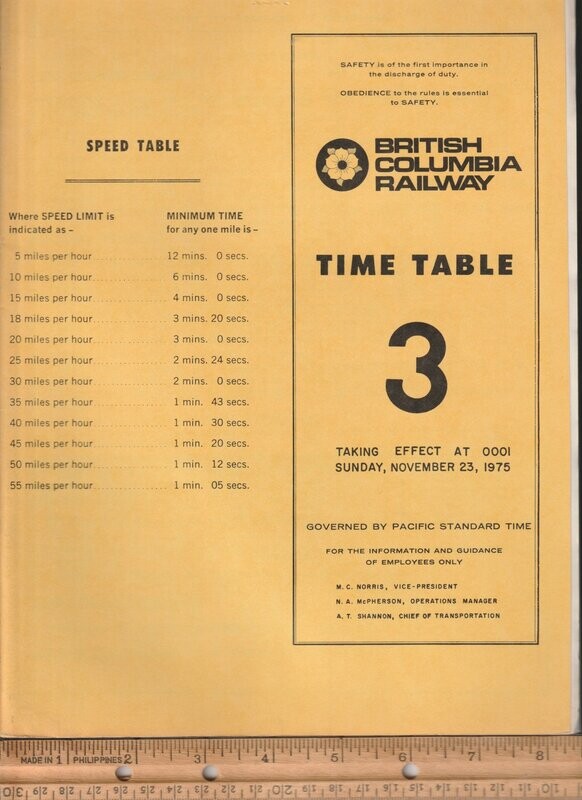 SPEED TABLE
Where SPEED LIMIT is MINIMUM TIME
indicated as – for any one mile is –
5 miles per hour 12 mins. 0 secs.
10 miles per hour 6 mins. 0 secs.
15 miles per hour 4 mins. 0 secs.
18 miles per hour 3 mins. 20 secs.
20 miles per hour 3 mins. 0 secs.
25 miles per hour 2 mins. 24 secs.
30 miles per hour 2 mins. 0 secs.
35 miles per hour 1 min. 43 secs.
40 miles per hour 1 min. 30 secs.
45 miles per hour 1 min. 20 secs.
50 miles per hour 1 min. 12 secs.
55 miles per hour 1 min. 05 secs.
SAFETY is of the first importance in
the discharge of duty.
OBEDIENCE to the rules is essential
to SAFETY.
BRITISH
COLUMBIA
RAILWAY
TIME TABLE
3
TAKING EFFECT AT 0001
SUNDAY, NOVEMBER 23, 1975
GOVERNED BY PACIFIC STANDARD TIME
FOR THE INFORMATION AND GUIDANCE
OF EMPLOYEES ONLY
M. C. NORRIS, VICE-PRESIDENT
N. A. McPHERSON, OPERATIONS MANAGER
A. T. SHANNON, CHIEF OF TRANSPORTATION
MADE IN 1 PHILIPPINES 2 3 4 5 6 7 8